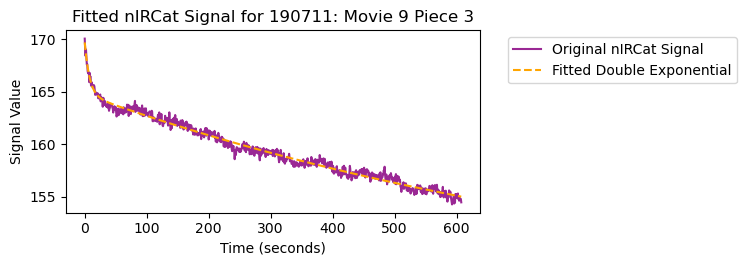 Fitted nIRCat Signal for 190711: Movie 9 Piece 3
Original nIRCat Signal
Fitted Double Exponential
Signal Value
170
165
160
155
0 100 200 300 400 500 600
Time (seconds)